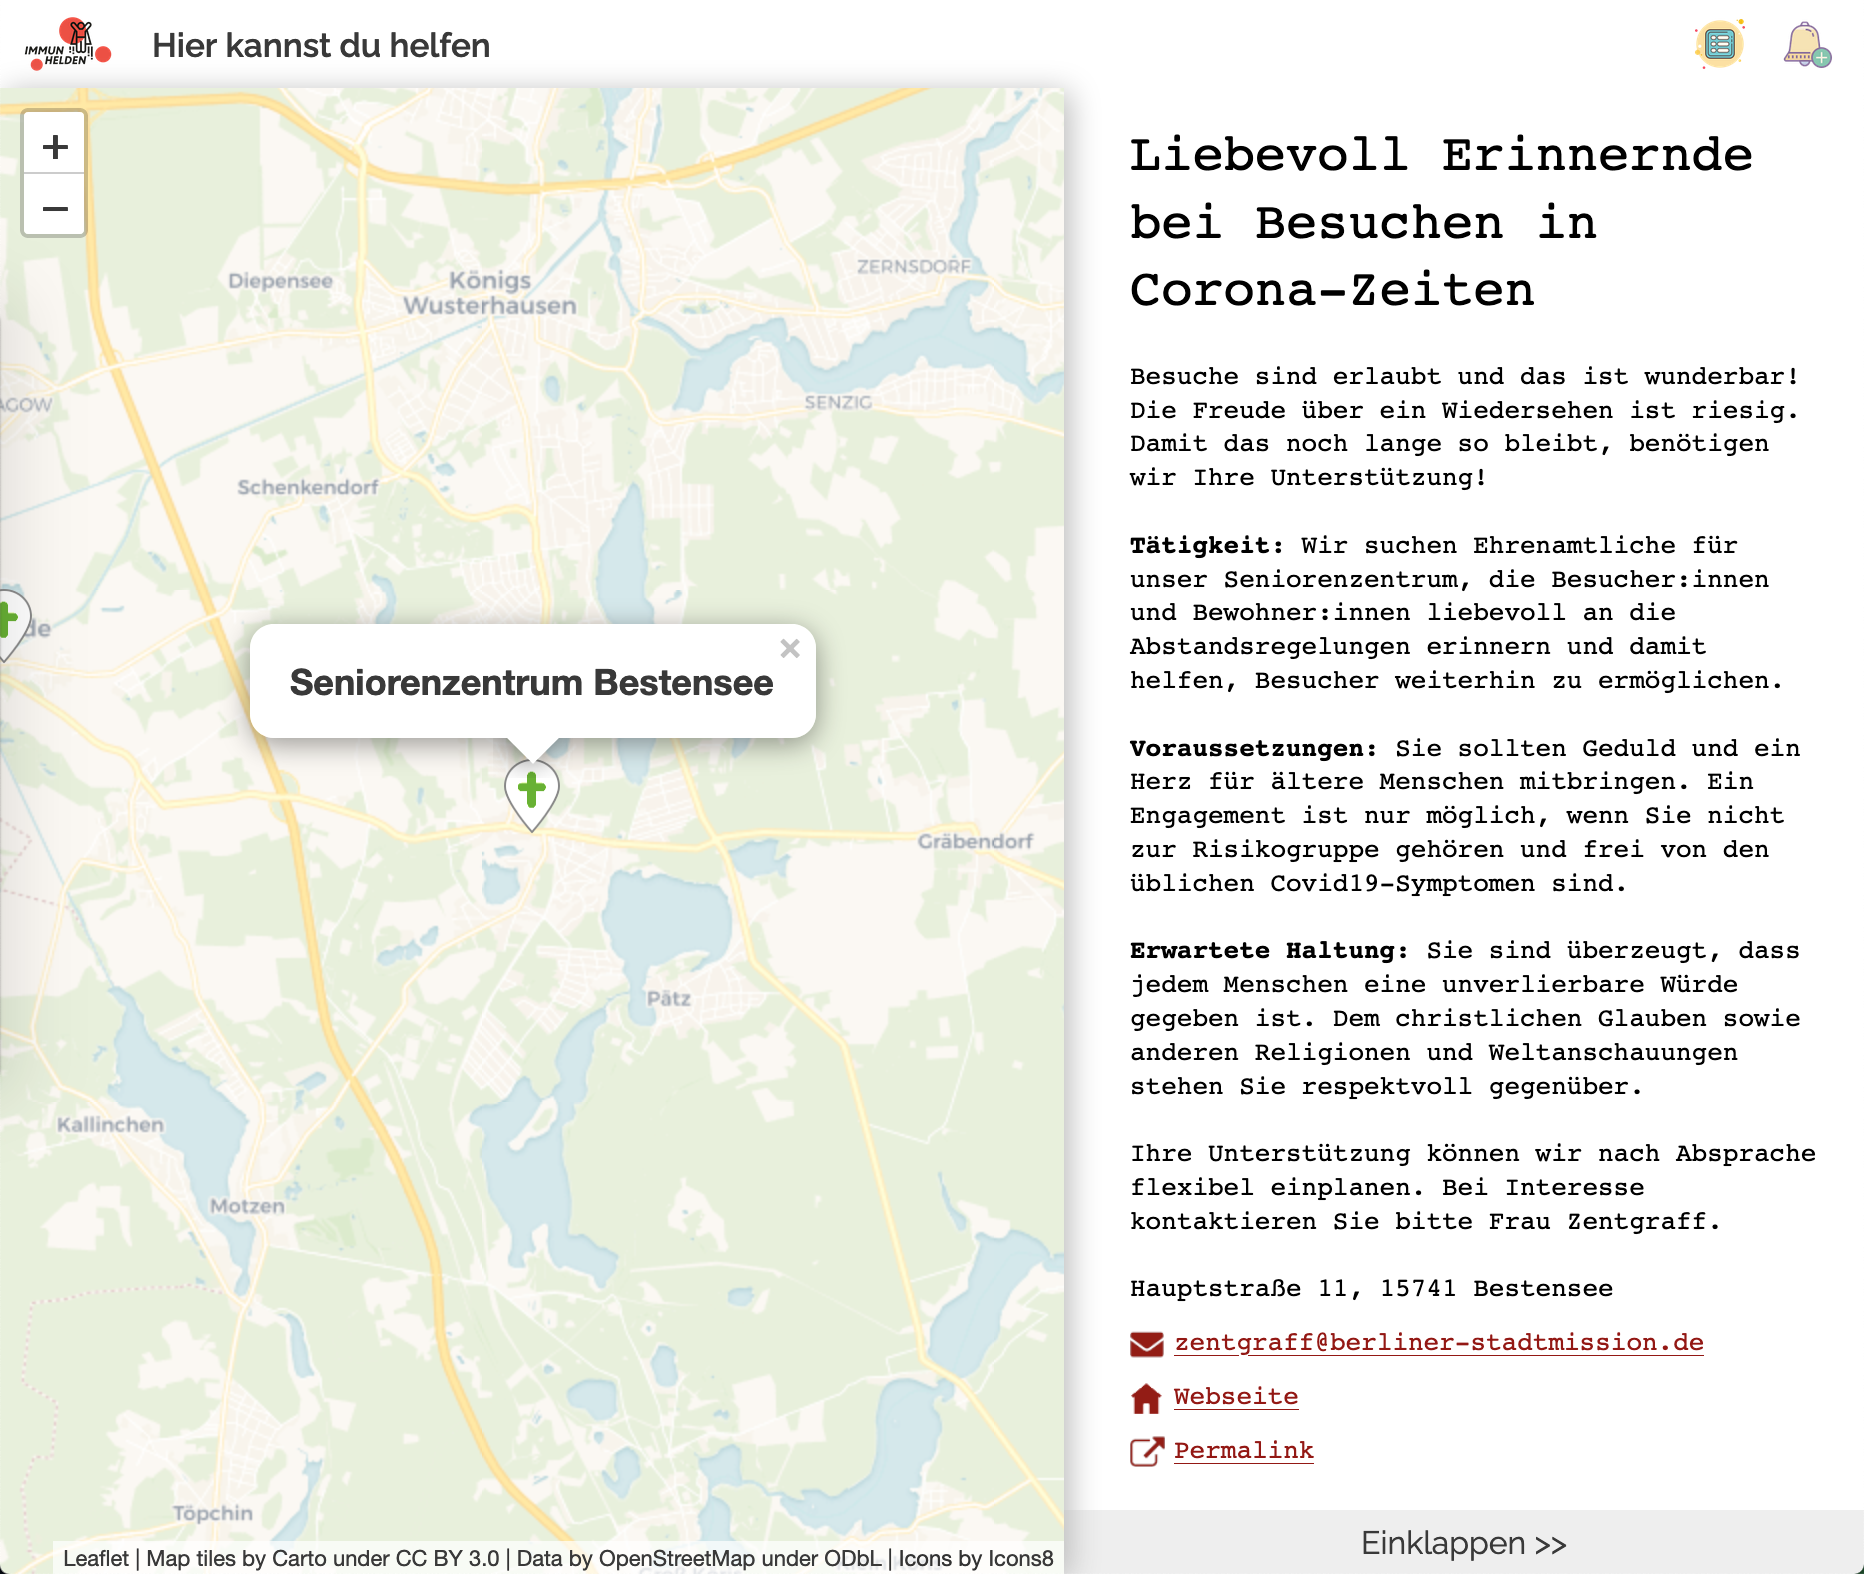 IMMUN
HELDEN
Hier kannst du helfen
+
−
Diepensee
Königs
Wusterhausen
ZERNSDORF
SENZIG
Schenkendorf
de
Seniorenzentrum Bestensee
×
Gräbendorf
Pätz
Kallinchen
Motzen
Töpchin
Leaflet | Map tiles by Carto under CC BY 3.0 | Data by OpenStreetMap under ODbL | Icons by Icons8
Liebevoll Erinnernde
bei Besuchen in
Corona-Zeiten
Besuche sind erlaubt und das ist wunderbar!
Die Freude über ein Wiedersehen ist riesig.
Damit das noch lange so bleibt, benötigen
wir Ihre Unterstützung!
Tätigkeit: Wir suchen Ehrenamtliche für
unser Seniorenzentrum, die Besucher:innen
und Bewohner:innen liebevoll an die
Abstandsregelungen erinnern und damit
helfen, Besucher weiterhin zu ermöglichen.
Voraussetzungen: Sie sollten Geduld und ein
Herz für ältere Menschen mitbringen. Ein
Engagement ist nur möglich, wenn Sie nicht
zur Risikogruppe gehören und frei von den
üblichen Covid19-Symptomen sind.
Erwartete Haltung: Sie sind überzeugt, dass
jedem Menschen eine unverlierbare Würde
gegeben ist. Dem christlichen Glauben sowie
anderen Religionen und Weltanschauungen
stehen Sie respektvoll gegenüber.
Ihre Unterstützung können wir nach Absprache
flexibel einplanen. Bei Interesse
kontaktieren Sie bitte Frau Zentgraff.
Hauptstraße 11, 15741 Bestensee
zentgraff@berliner-stadtmission.de
Webseite
Permalink
Einklappen >>